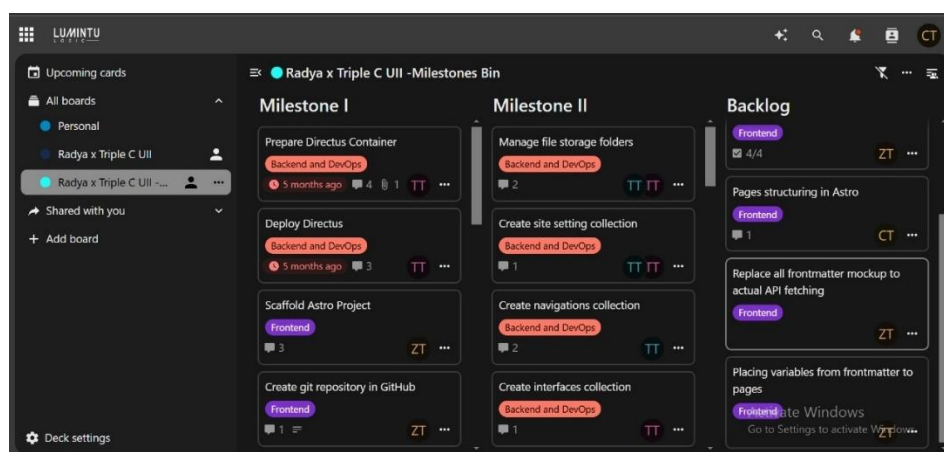 LUMINTU
LOGIC
CT
Upcoming cards
All boards
Personal
Radya x Triple C UII
Radya x Triple C UII -...
Shared with you
Add board
Deck settings
Radya x Triple C UII -Milestones Bin
Milestone I
Prepare Directus Container
Backend and DevOps
5 months ago 4 1 TT
Deploy Directus
Backend and DevOps
5 months ago 3 TT
Scaffold Astro Project
Frontend
3 ZT
Create git repository in GitHub
Frontend
1 ZT
Milestone II
Manage file storage folders
Backend and DevOps
2 TT TT
Create site setting collection
Backend and DevOps
1 TT TT
Create navigations collection
Backend and DevOps
2 TT
Create interfaces collection
Backend and DevOps
1 TT
Backlog
Frontend
4/4 ZT
Pages structuring in Astro
Frontend
1 CT
Replace all frontmatter mockup to
actual API fetching
Frontend
ZT
Placing variables from frontmatter to
pages
Frontend
ZT
Activate Windows
Go to Settings to activate Windows.